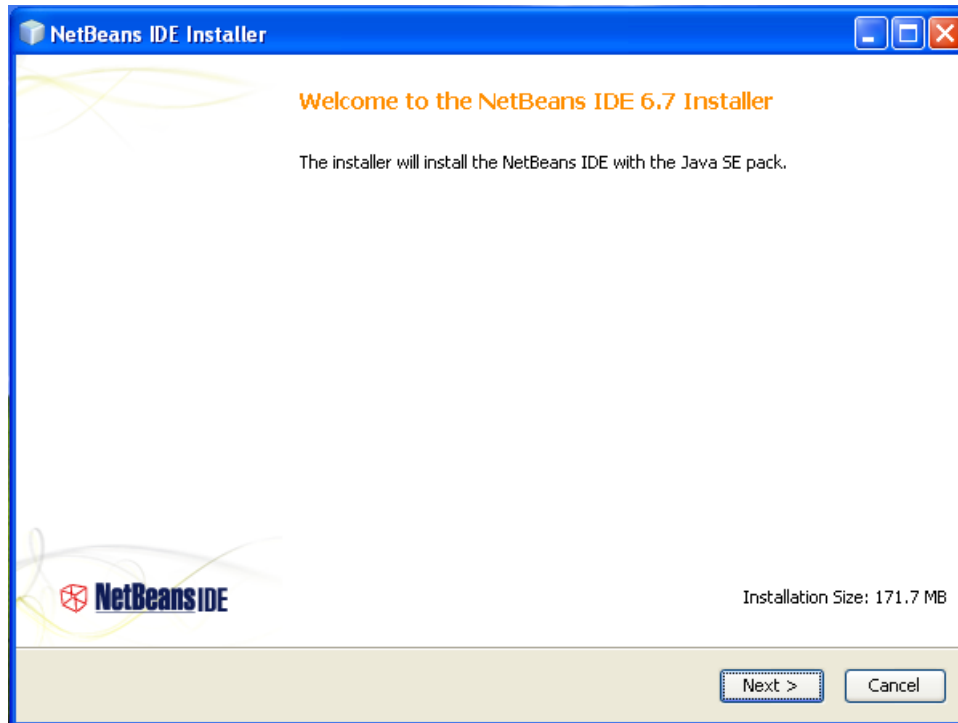 NetBeans IDE Installer
Welcome to the NetBeans IDE 6.7 Installer
The installer will install the NetBeans IDE with the Java SE pack.
NetBeans IDE
Installation Size: 171.7 MB
Next >
Cancel